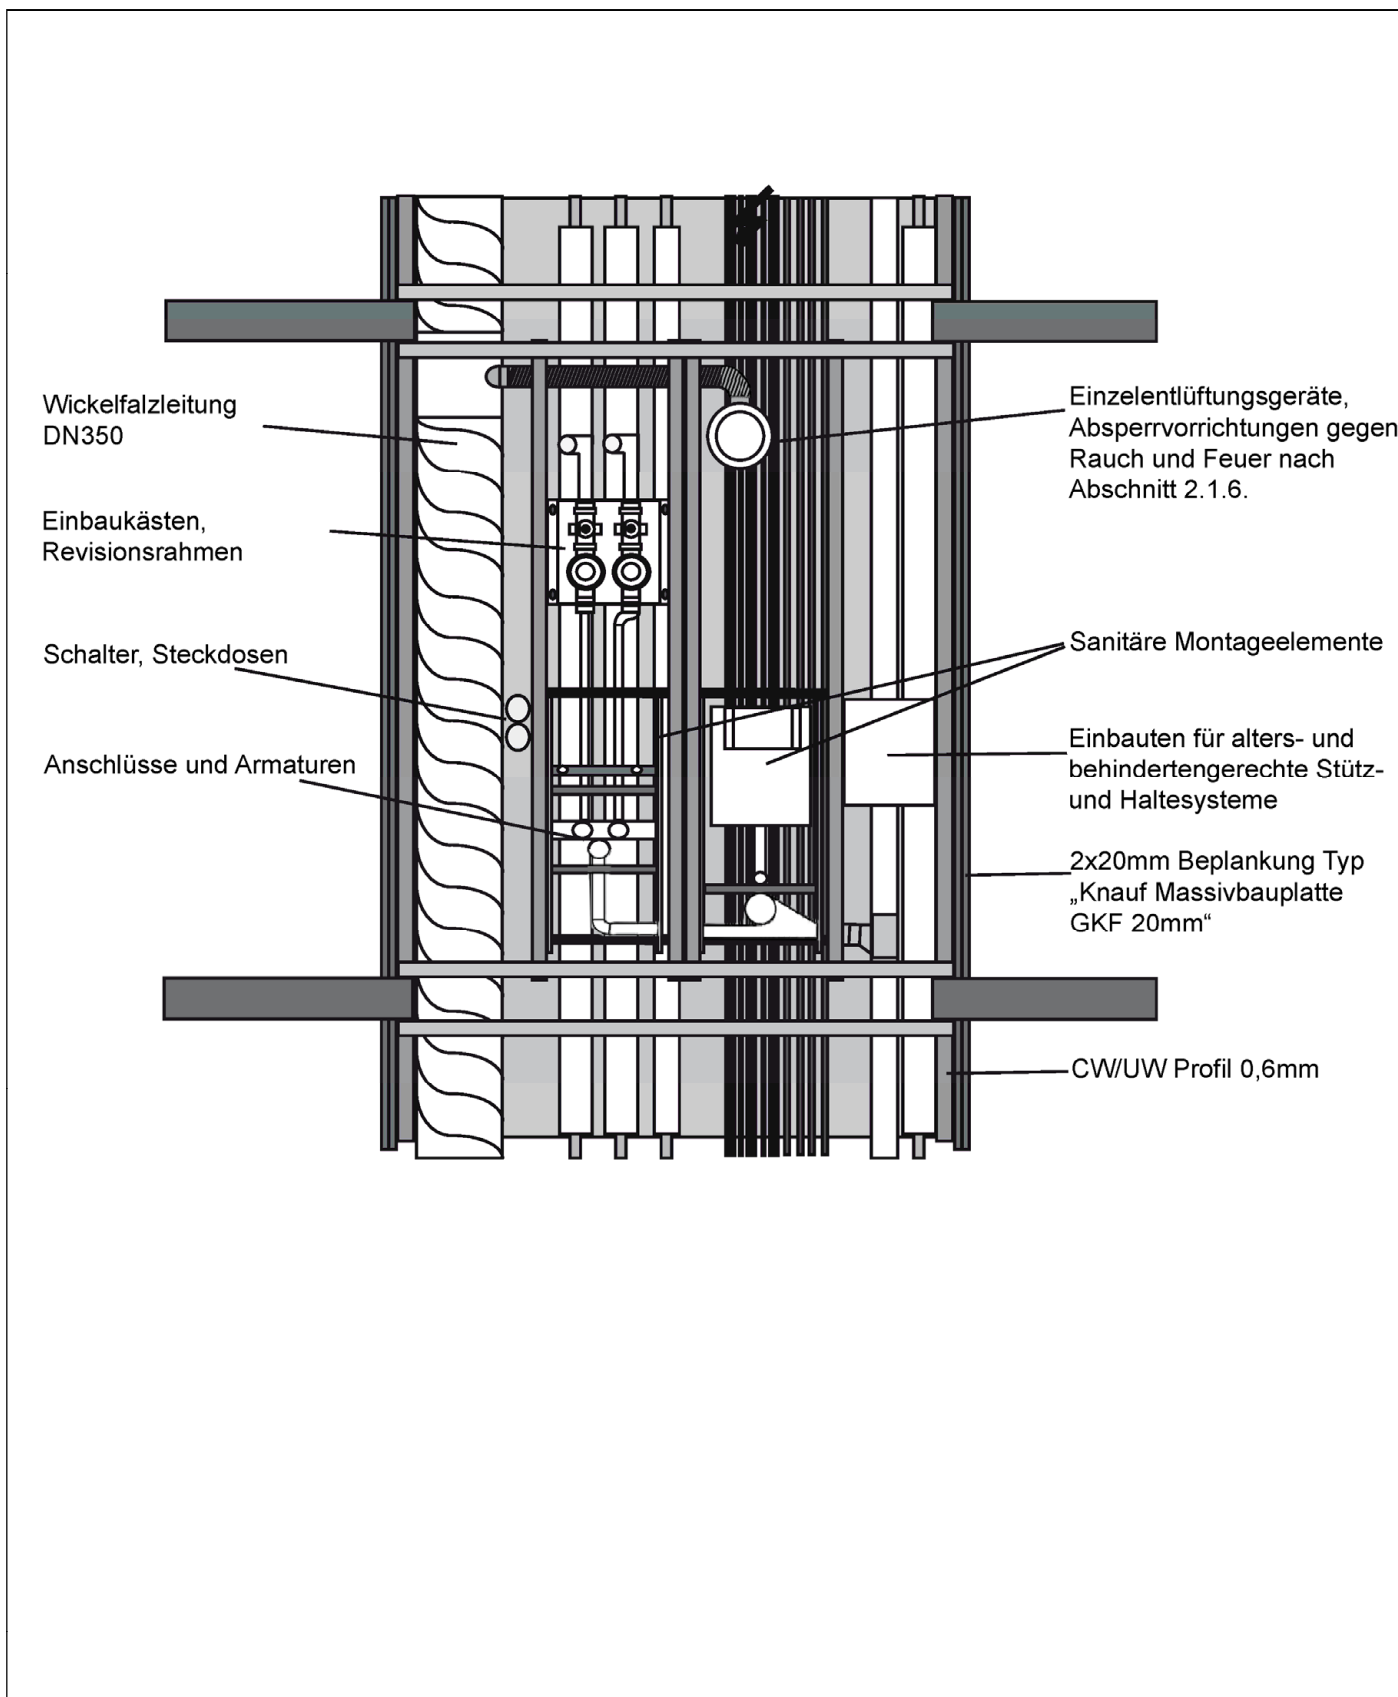 Wickelfalzleitung
DN350
Einbaukästen,
Revisionsrahmen
Schalter, Steckdosen
Anschlüsse und Armaturen
Einzelentlüftungsgeräte,
Absperrvorrichtungen gegen
Rauch und Feuer nach
Abschnitt 2.1.6.
Sanitäre Montageelemente
Einbauten für alters- und
behindertengerechte Stütz-
und Haltesysteme
2x20mm Beplankung Typ
„Knauf Massivbauplatte
GKF 20mm“
CW/UW Profil 0,6mm